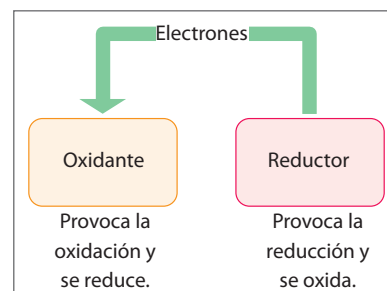 Electrones
Oxidante
Provoca la
oxidación y
se reduce.
Reductor
Provoca la
reducción y
se oxida.